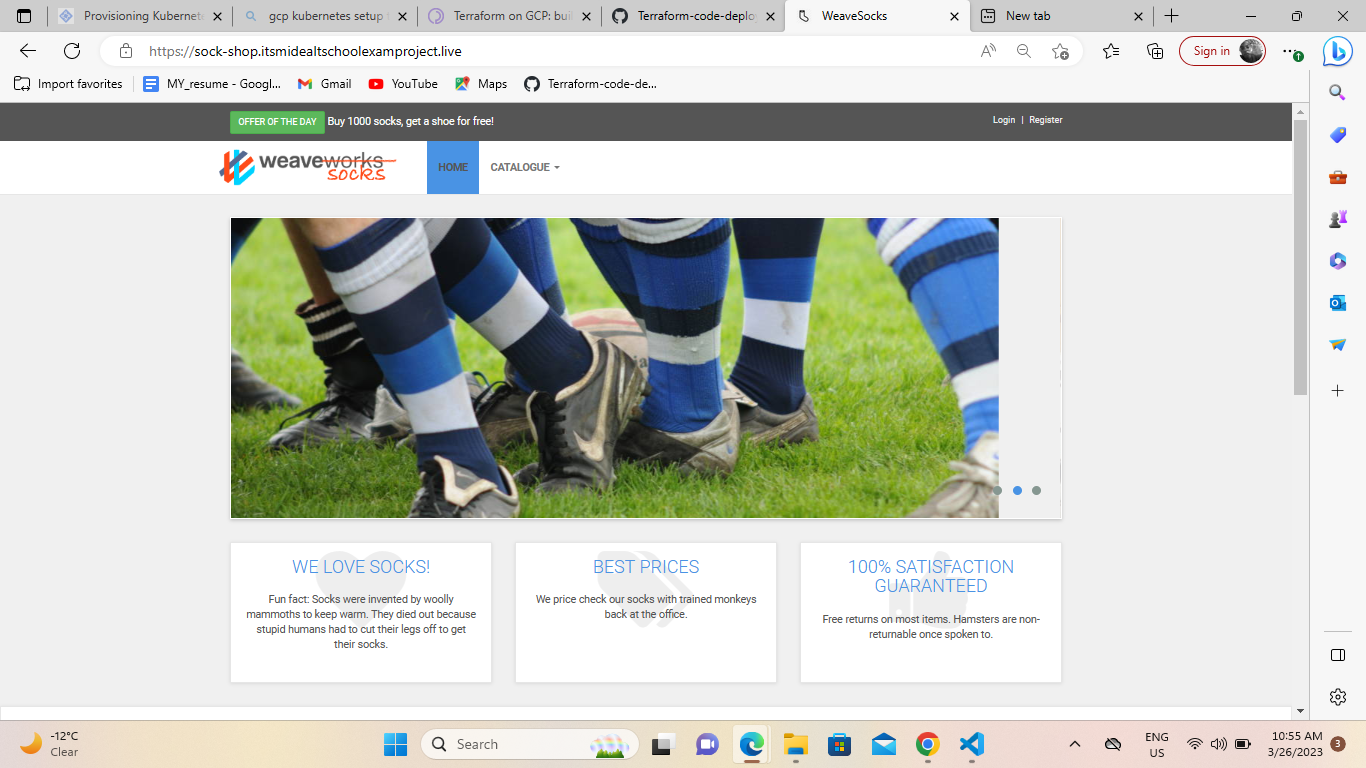 Provisioning Kubernete
gcp kubernetes setup
Terraform on GCP: buil
Terraform-code-deploy
WeaveSocks
New tab
https://sock-shop.itsmidealtschoolexamproject.live
Sign in
Import favorites
MY_resume - Googl...
Gmail
YouTube
Maps
Terraform-code-de...
OFFER OF THE DAY Buy 1000 socks, get a shoe for free!
Login | Register
weaveworks
socks
HOME
CATALOGUE
WE LOVE SOCKS!
Fun fact: Socks were invented by woolly
mammoths to keep warm. They died out because
stupid humans had to cut their legs off to get
their socks.
BEST PRICES
We price check our socks with trained monkeys
back at the office.
100% SATISFACTION
GUARANTEED
Free returns on most items. Hamsters are non-
returnable once spoken to.
-12°C
Clear
Search
ENG
US
10:55 AM
3/26/2023
3